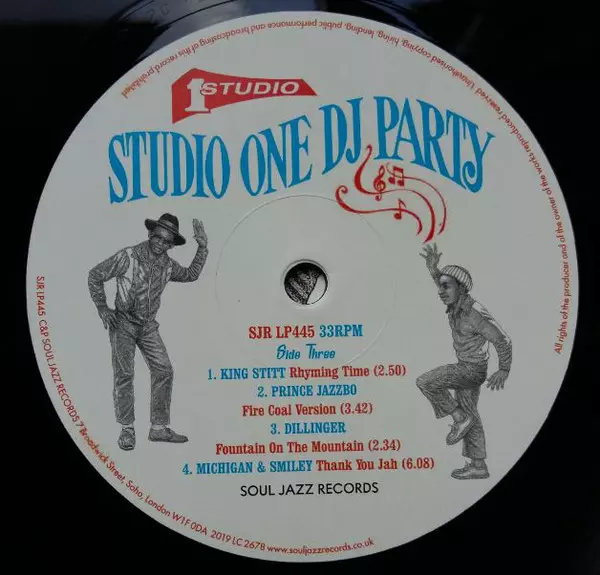 1 STUDIO
STUDIO ONE DJ PARTY
SJR LP445 33RPM
Side Three
1. KING STITT Rhyming Time (2.50)
2. PRINCE JAZZBO
Fire Coal Version (3.42)
3. DILLINGER
Fountain On The Mountain (2.34)
4. MICHIGAN & SMILEY Thank You Jah (6.08)
SOUL JAZZ RECORDS
SJR LP445 C&P SOUL JAZZ RECORDS 7 Broadwick Street, Soho, London W1F 0DA 2019 LC 2678 www.souljazzrecords.co.uk
All rights of the producer and of the owner of the works reproduced reserved. Unauthorised copying, hiring, lending, public performance and broadcasting of this record prohibited.